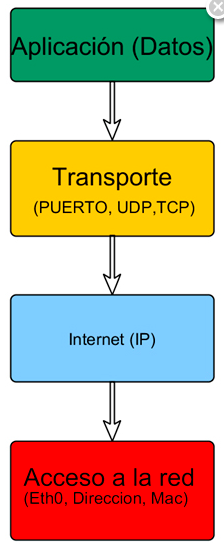 Aplicación (Datos)
Transporte
(PUERTO, UDP,TCP)
Internet (IP)
Acceso a la red
(Eth0, Direccion, Mac)